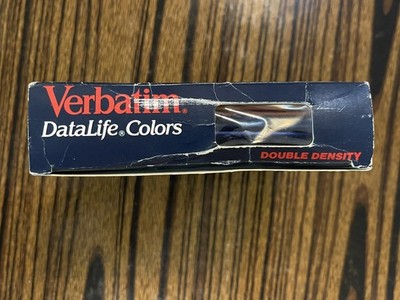 Verbatim®
DataLife® Colors
DOUBLE DENSITY